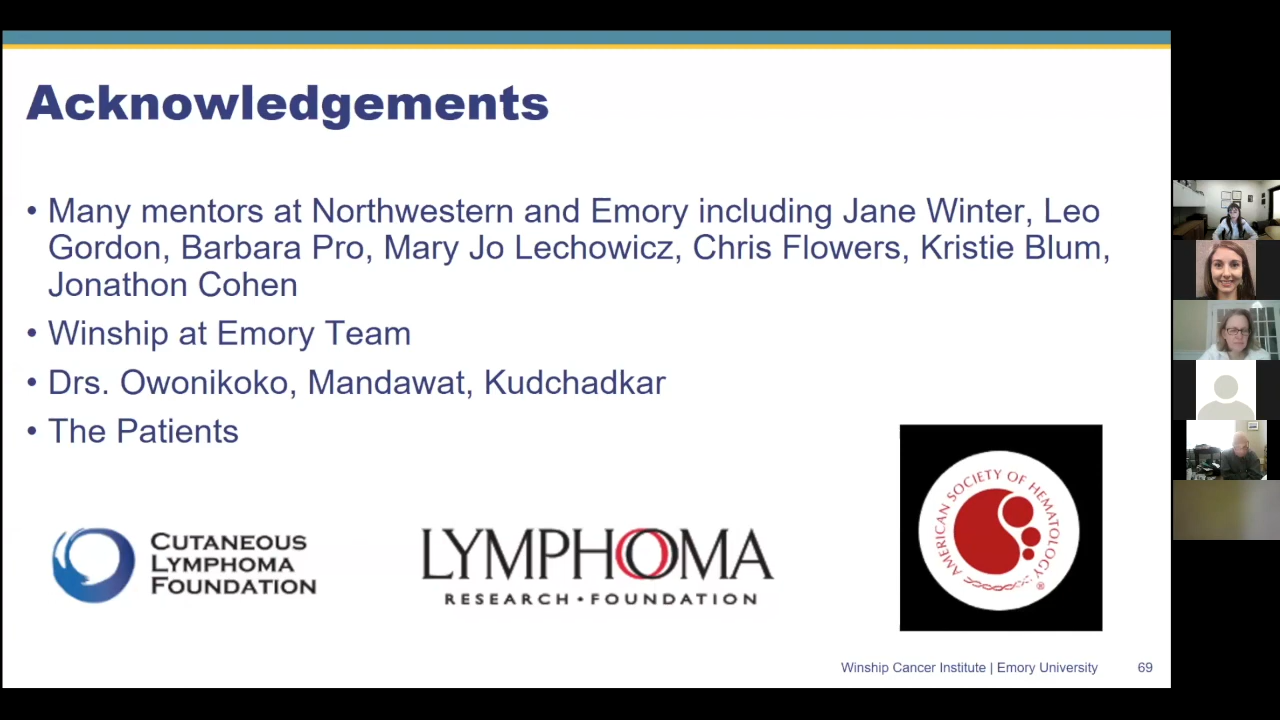 Acknowledgements
• Many mentors at Northwestern and Emory including Jane Winter, Leo
Gordon, Barbara Pro, Mary Jo Lechowicz, Chris Flowers, Kristie Blum,
Jonathon Cohen
• Winship at Emory Team
• Drs. Owonikoko, Mandawat, Kudchadkar
• The Patients
CUTANEOUS
LYMPHOMA
FOUNDATION
LYMPHOMA
RESEARCH • FOUNDATION
AMERICAN SOCIETY OF HEMATOLOGY ®
Winship Cancer Institute | Emory University 69